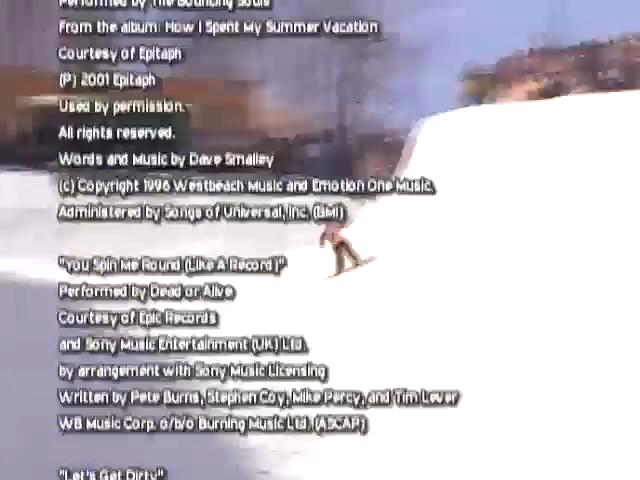 Performed by The Bouncing Souls
From the album: How I Spent My Summer Vacation
Courtesy of Epitaph
(P) 2001 Epitaph
Used by permission.
All rights reserved.
Words and Music by Dave Smalley
(c) Copyright 1996 Westbeach Music and Emotion One Music,
Administered by Songs of Universal, Inc. (BMI)
"You Spin Me Round (Like A Record)"
Performed by Dead or Alive
Courtesy of Epic Records
and Sony Music Entertainment (UK) Ltd.
by arrangement with Sony Music Licensing
Written by Pete Burns, Stephen Coy, Mike Percy, and Tim Lever
WB Music Corp. o/b/o Burning Music Ltd. (ASCAP)
"Let's Get Dirty"